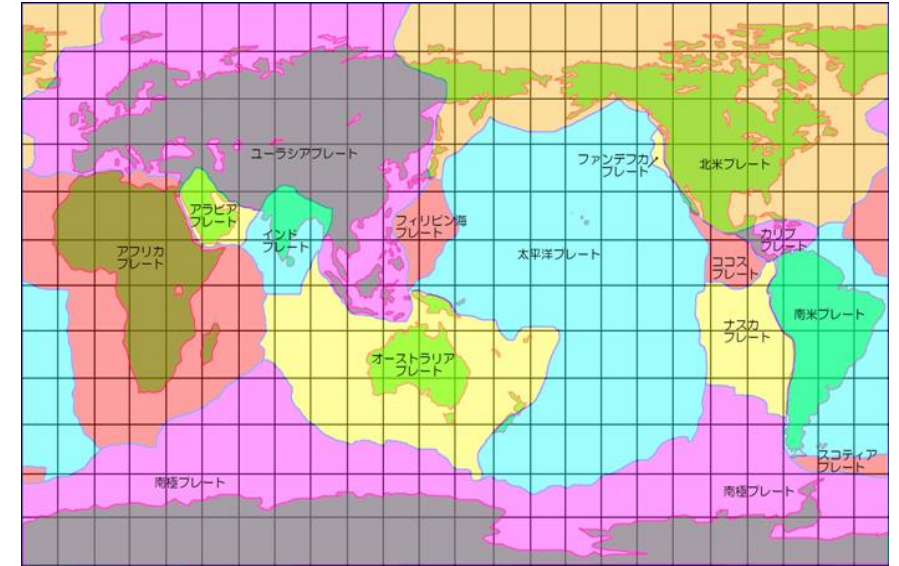 ユーラシアプレート
ファンデフカ
プレート
北米プレート
アラビア
プレート
フィリピン海
プレート
インド
プレート
カリブ
プレート
アフリカ
プレート
太平洋プレート
ココス
プレート
ナスカ
プレート
南米プレート
オーストラリア
プレート
スコティア
プレート
南極プレート
南極プレート